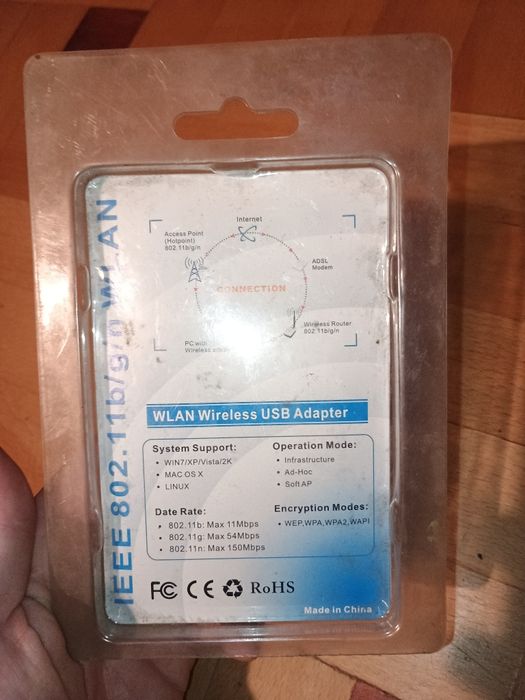 IEEE 802.11b/g/n WLAN
Internet
Access Point
(Hotpoint)
802.11b/g/n
ADSL
Modem
CONNECTION
Wireless Router
802.11b/g/n
PC with
Wireless
WLAN Wireless USB Adapter
System Support:
• WIN7/XP/Vista/2K
• MAC OS X
• LINUX
Operation Mode:
• Infrastructure
• Ad-Hoc
• Soft AP
Date Rate:
• 802.11b: Max 11Mbps
• 802.11g: Max 54Mbps
• 802.11n: Max 150Mbps
Encryption Modes:
• WEP,WPA,WPA2,WAPI
FC CE RoHS
Made in China